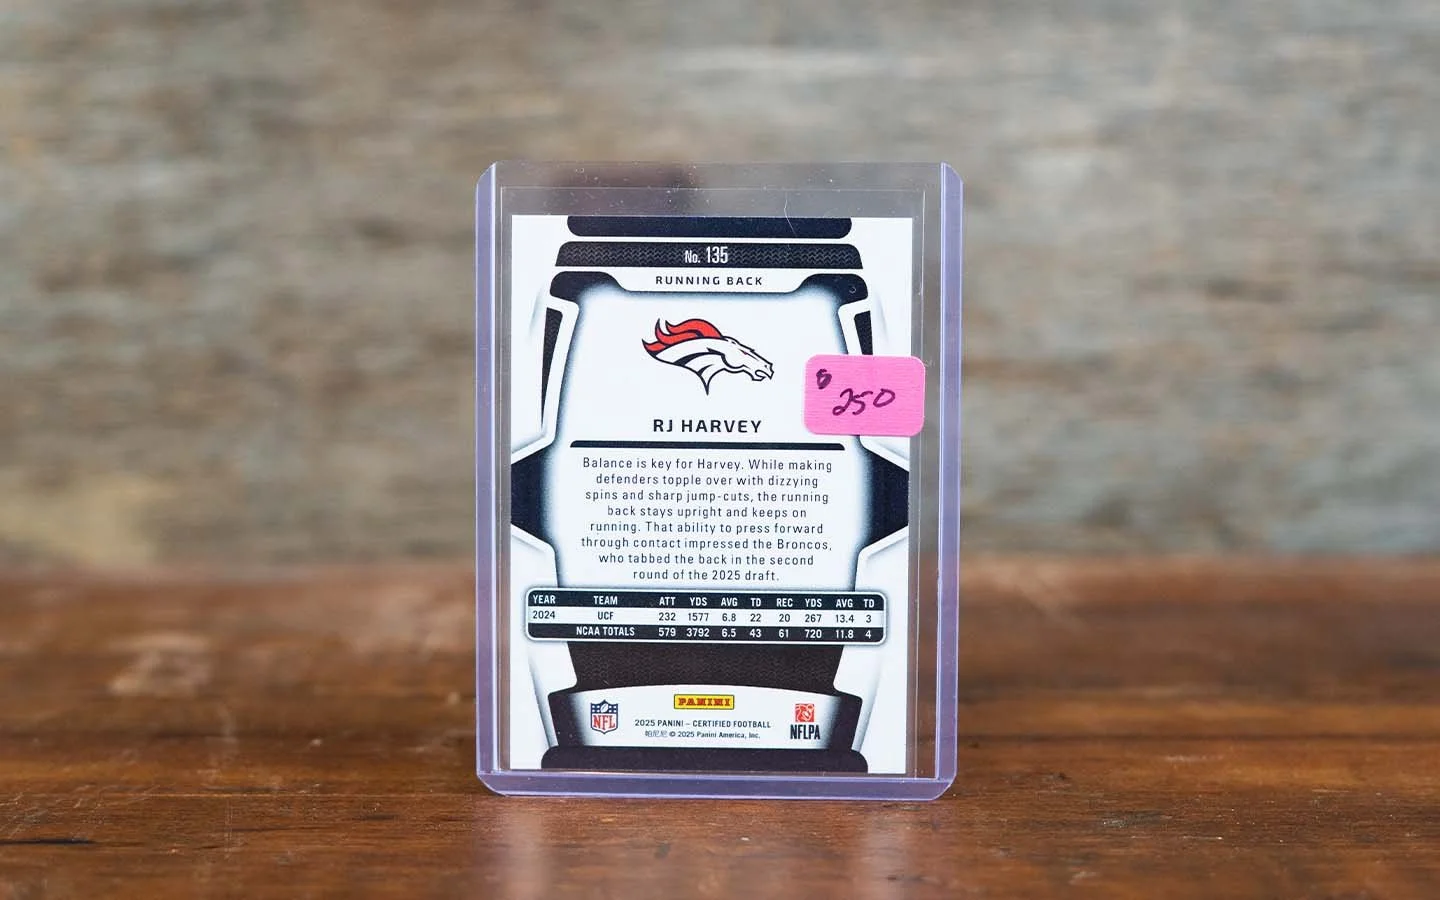 No. 135
RUNNING BACK
$250
RJ HARVEY
Balance is key for Harvey. While making
defenders topple over with dizzying
spins and sharp jump-cuts, the running
back stays upright and keeps on
running. That ability to press forward
through contact impressed the Broncos,
who tabbed the back in the second
round of the 2025 draft.
YEAR TEAM ATT YDS AVG TD REC YDS AVG TD
2024 UCF 232 1577 6.8 22 20 267 13.4 3
NCAA TOTALS 579 3792 6.5 43 61 720 11.8 4
PANINI
NFL
2025 PANINI – CERTIFIED FOOTBALL
帕尼尼 © 2025 Panini America, Inc.
NFLPA